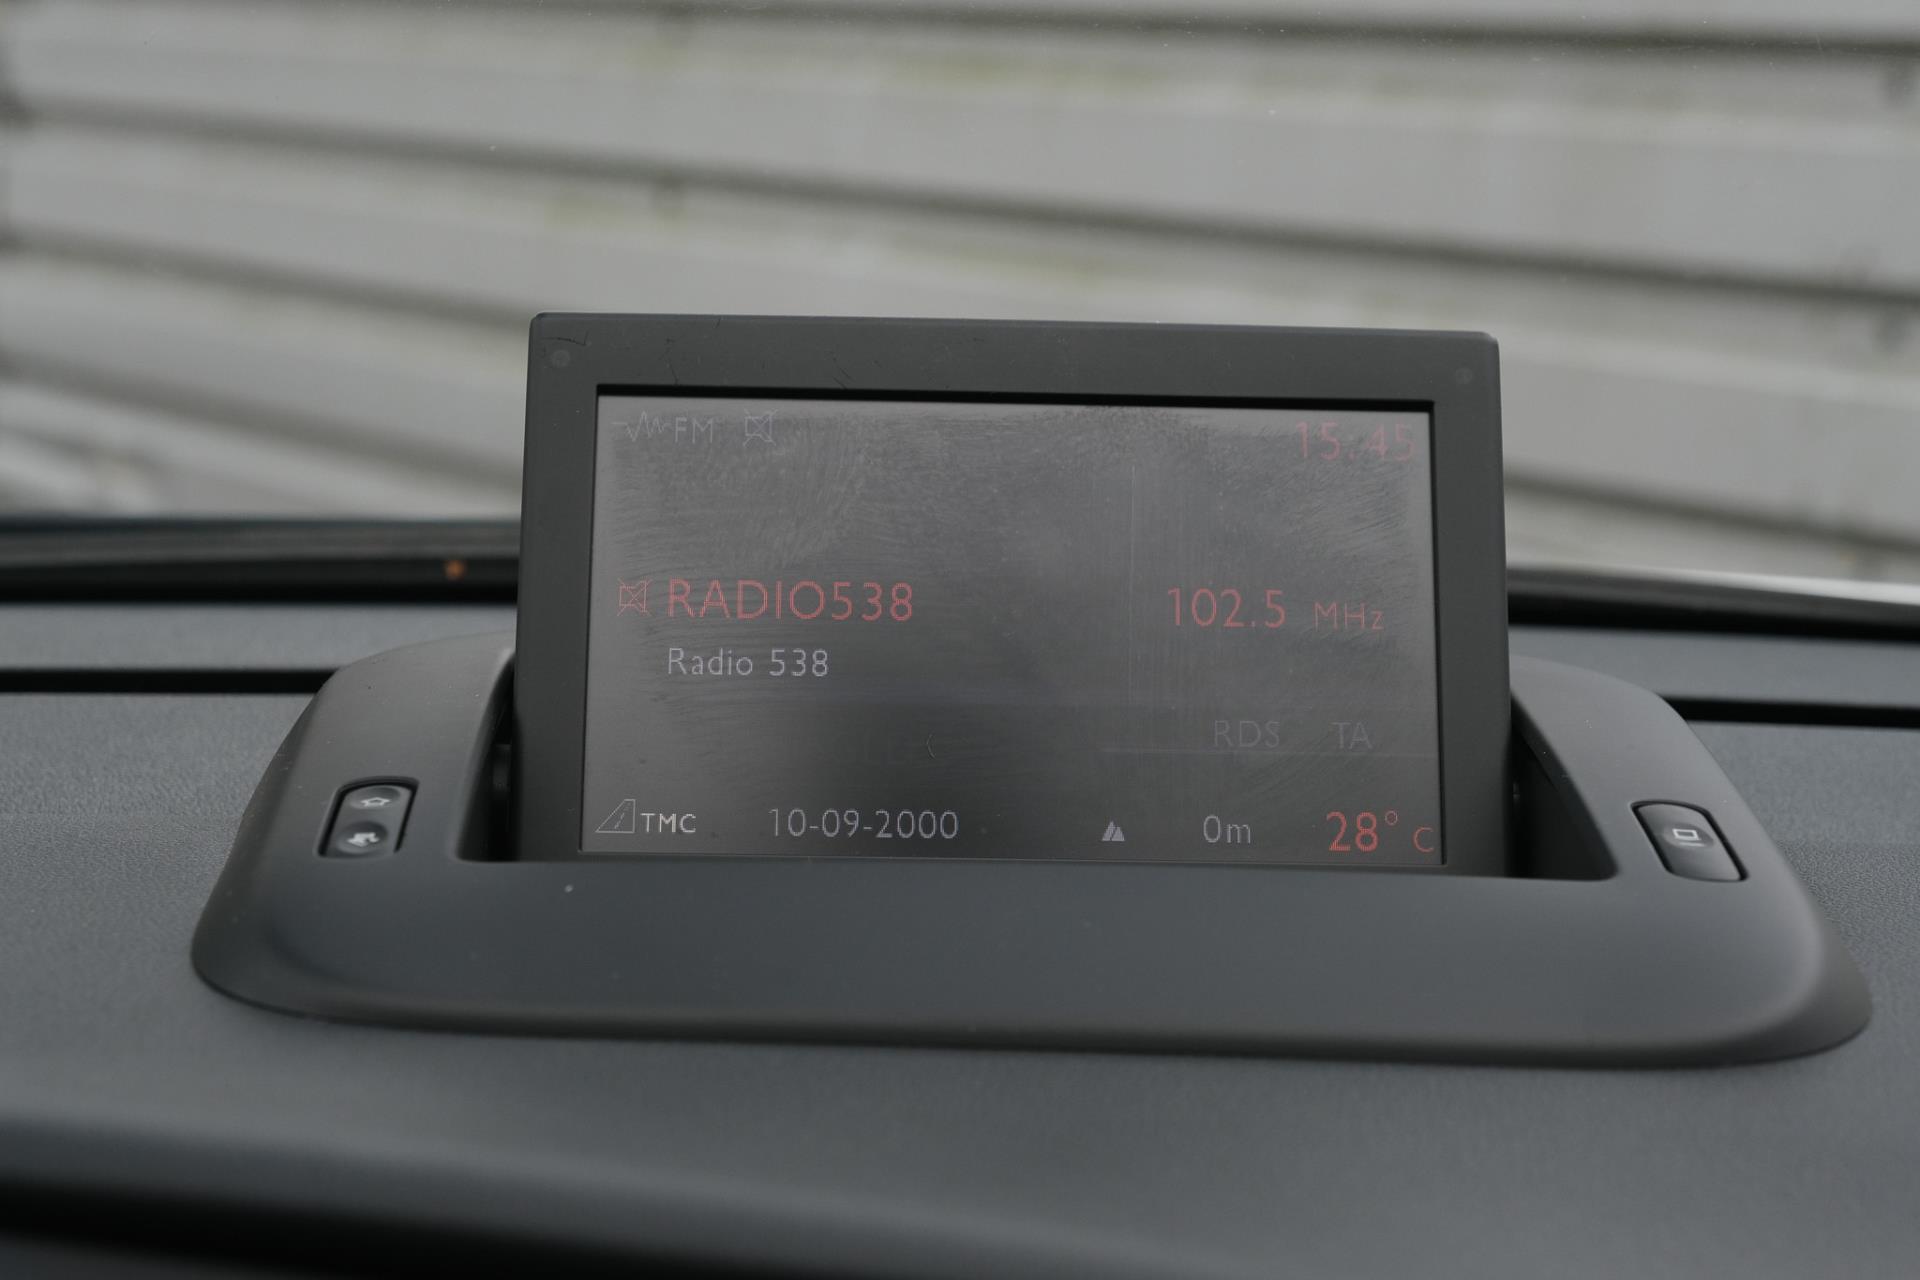 FM 15.45
RADIO538 102.5 MHz
Radio 538
RDS TA
TMC 10-09-2000 0m 28° C